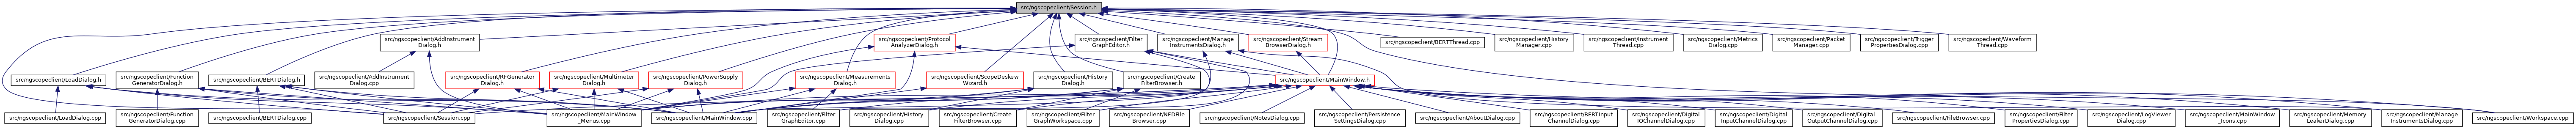 src/ngscopeclient/Session.h
src/ngscopeclient/AddInstrument
Dialog.h
src/ngscopeclient/Protocol
AnalyzerDialog.h
src/ngscopeclient/Filter
GraphEditor.h
src/ngscopeclient/Manage
InstrumentsDialog.h
src/ngscopeclient/Stream
BrowserDialog.h
src/ngscopeclient/BERTThread.cpp
src/ngscopeclient/History
Manager.cpp
src/ngscopeclient/Instrument
Thread.cpp
src/ngscopeclient/Metrics
Dialog.cpp
src/ngscopeclient/Packet
Manager.cpp
src/ngscopeclient/Trigger
PropertiesDialog.cpp
src/ngscopeclient/Waveform
Thread.cpp
src/ngscopeclient/LoadDialog.h
src/ngscopeclient/Function
GeneratorDialog.h
src/ngscopeclient/BERTDialog.h
src/ngscopeclient/AddInstrument
Dialog.cpp
src/ngscopeclient/RFGenerator
Dialog.h
src/ngscopeclient/Multimeter
Dialog.h
src/ngscopeclient/PowerSupply
Dialog.h
src/ngscopeclient/Measurements
Dialog.h
src/ngscopeclient/ScopeDeskew
Wizard.h
src/ngscopeclient/History
Dialog.h
src/ngscopeclient/Create
FilterBrowser.h
src/ngscopeclient/MainWindow.h
src/ngscopeclient/LoadDialog.cpp
src/ngscopeclient/Function
GeneratorDialog.cpp
src/ngscopeclient/BERTDialog.cpp
src/ngscopeclient/Session.cpp
src/ngscopeclient/MainWindow
_Menus.cpp
src/ngscopeclient/MainWindow.cpp
src/ngscopeclient/Filter
GraphEditor.cpp
src/ngscopeclient/History
Dialog.cpp
src/ngscopeclient/Create
FilterBrowser.cpp
src/ngscopeclient/Filter
GraphWorkspace.cpp
src/ngscopeclient/NFDFile
Browser.cpp
src/ngscopeclient/NotesDialog.cpp
src/ngscopeclient/Persistence
SettingsDialog.cpp
src/ngscopeclient/AboutDialog.cpp
src/ngscopeclient/BERTInput
ChannelDialog.cpp
src/ngscopeclient/Digital
IOChannelDialog.cpp
src/ngscopeclient/Digital
InputChannelDialog.cpp
src/ngscopeclient/Digital
OutputChannelDialog.cpp
src/ngscopeclient/FileBrowser.cpp
src/ngscopeclient/Filter
PropertiesDialog.cpp
src/ngscopeclient/LogViewer
Dialog.cpp
src/ngscopeclient/MainWindow
_Icons.cpp
src/ngscopeclient/Memory
LeakerDialog.cpp
src/ngscopeclient/Manage
InstrumentsDialog.cpp
src/ngscopeclient/Workspace.cpp